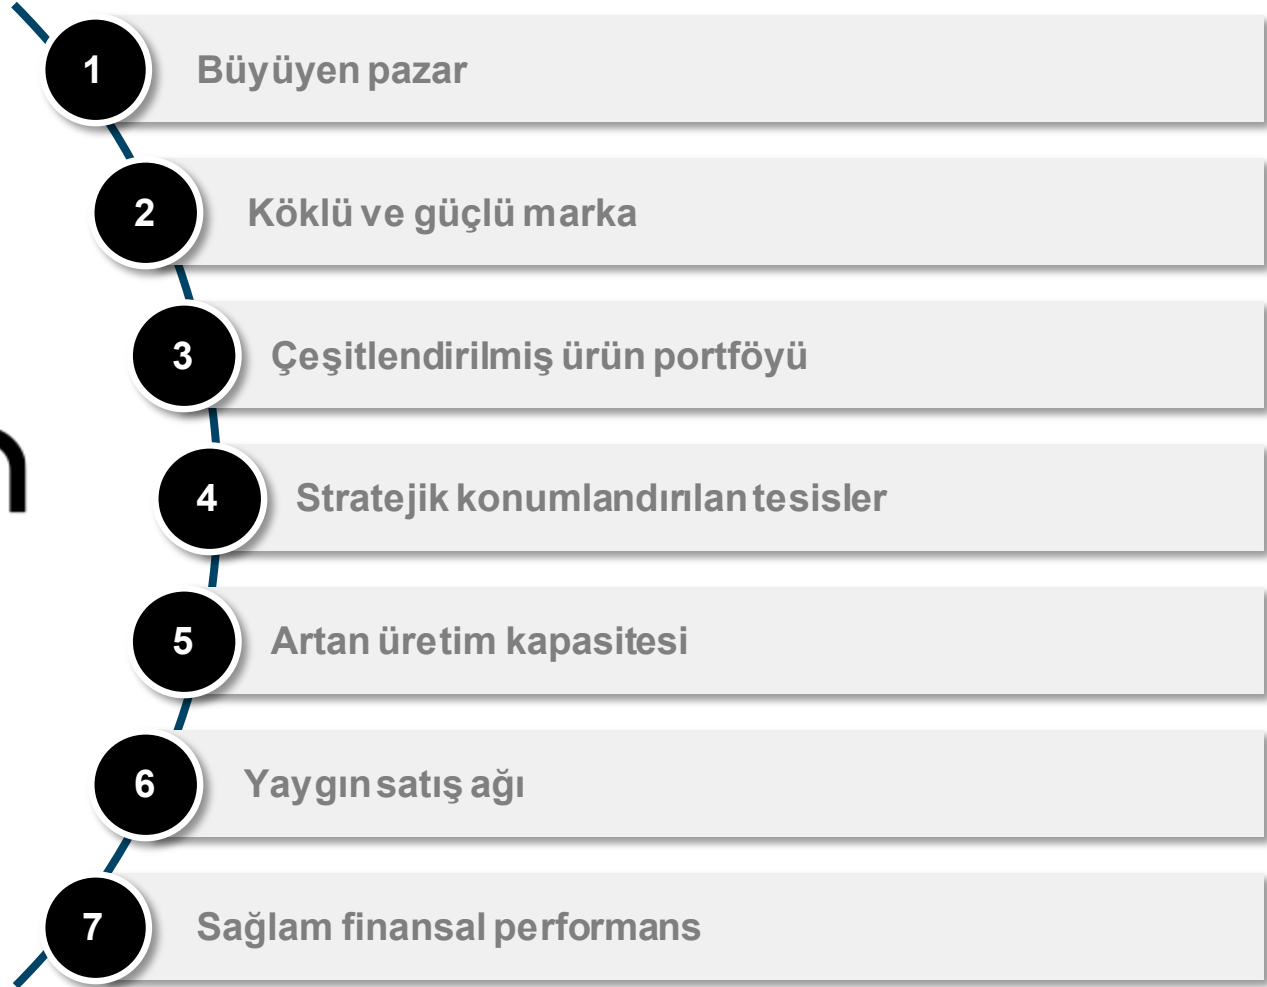 1 Büyüyen pazar
2 Köklü ve güçlü marka
3 Çeşitlendirilmiş ürün portföyü
4 Stratejik konumlandırılan tesisler
5 Artan üretim kapasitesi
6 Yaygın satış ağı
7 Sağlam finansal performans